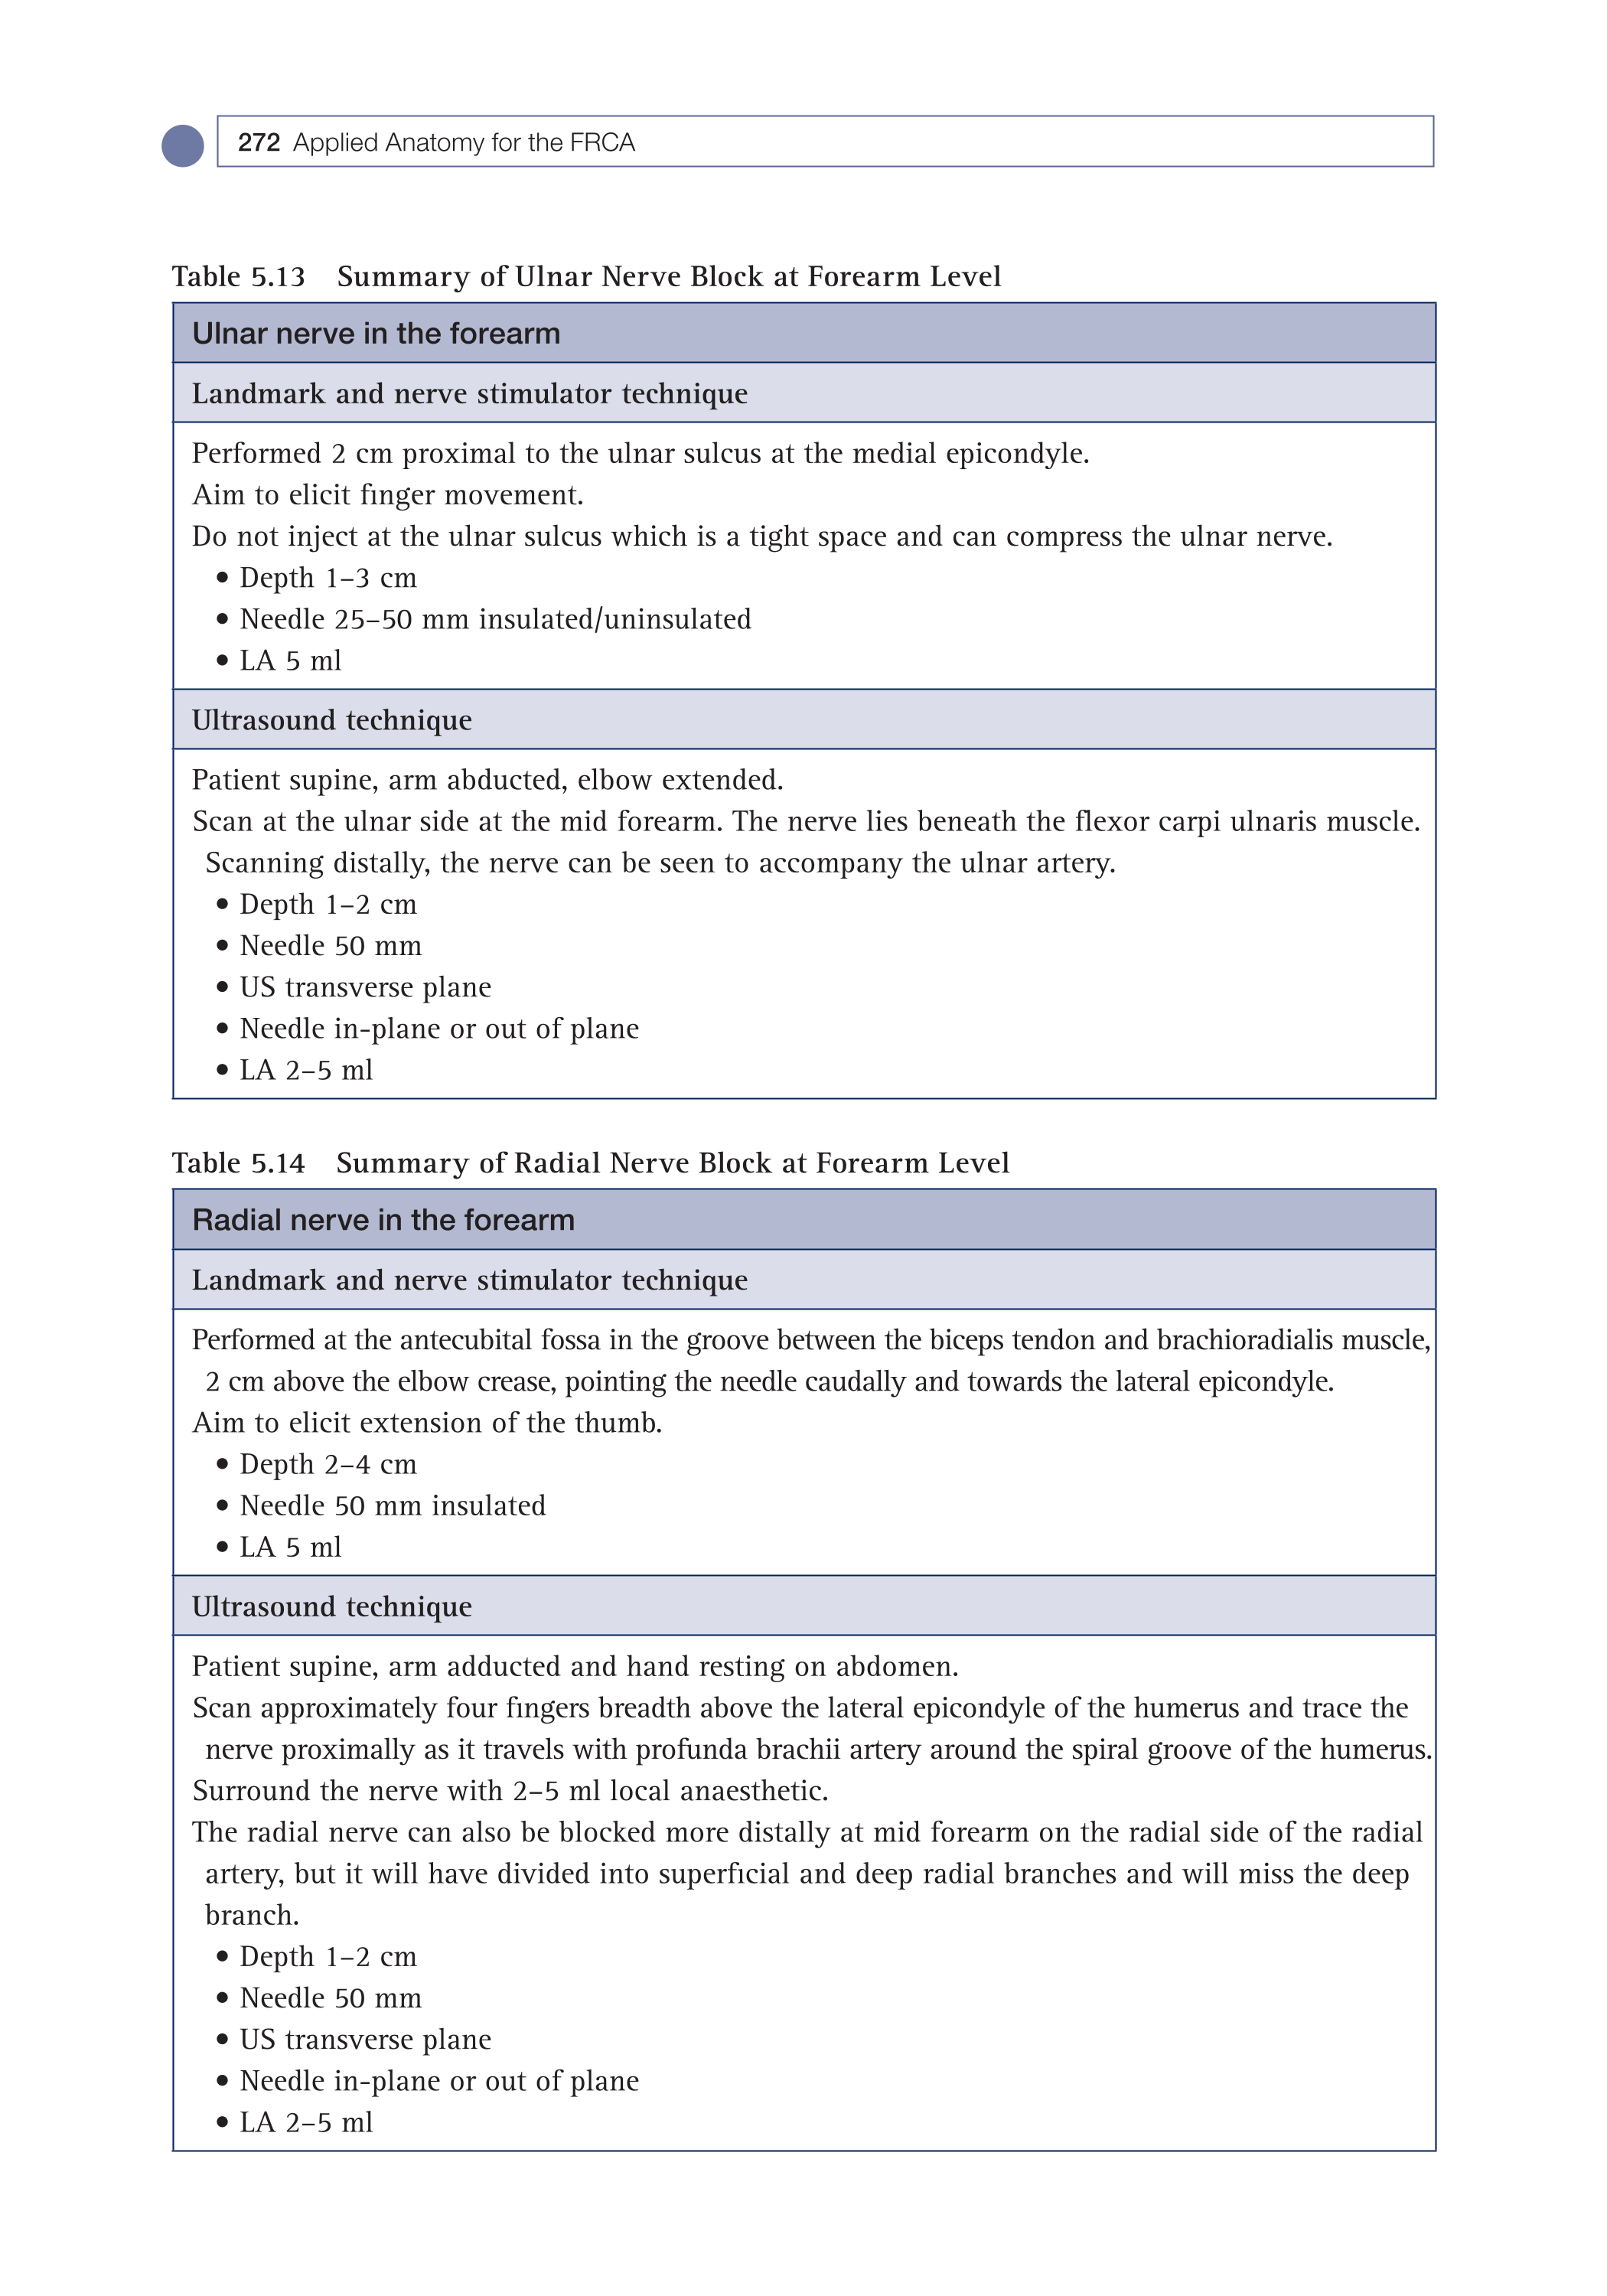 272 Applied Anatomy for the FRCA
Table 5.13 Summary of Ulnar Nerve Block at Forearm Level
Ulnar nerve in the forearm
Landmark and nerve stimulator technique
Performed 2 cm proximal to the ulnar sulcus at the medial epicondyle.
Aim to elicit finger movement.
Do not inject at the ulnar sulcus which is a tight space and can compress the ulnar nerve.
• Depth 1–3 cm
• Needle 25–50 mm insulated/uninsulated
• LA 5 ml
Ultrasound technique
Patient supine, arm abducted, elbow extended.
Scan at the ulnar side at the mid forearm. The nerve lies beneath the flexor carpi ulnaris muscle.
Scanning distally, the nerve can be seen to accompany the ulnar artery.
• Depth 1–2 cm
• Needle 50 mm
• US transverse plane
• Needle in-plane or out of plane
• LA 2–5 ml
Table 5.14 Summary of Radial Nerve Block at Forearm Level
Radial nerve in the forearm
Landmark and nerve stimulator technique
Performed at the antecubital fossa in the groove between the biceps tendon and brachioradialis muscle,
2 cm above the elbow crease, pointing the needle caudally and towards the lateral epicondyle.
Aim to elicit extension of the thumb.
• Depth 2–4 cm
• Needle 50 mm insulated
• LA 5 ml
Ultrasound technique
Patient supine, arm adducted and hand resting on abdomen.
Scan approximately four fingers breadth above the lateral epicondyle of the humerus and trace the
nerve proximally as it travels with profunda brachii artery around the spiral groove of the humerus.
Surround the nerve with 2–5 ml local anaesthetic.
The radial nerve can also be blocked more distally at mid forearm on the radial side of the radial
artery, but it will have divided into superficial and deep radial branches and will miss the deep
branch.
• Depth 1–2 cm
• Needle 50 mm
• US transverse plane
• Needle in-plane or out of plane
• LA 2–5 ml